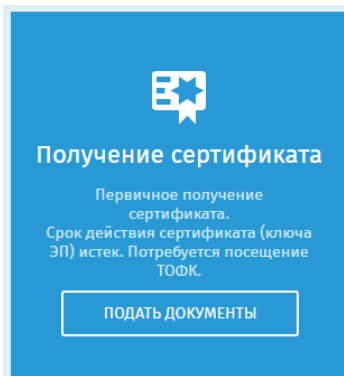 Получение сертификата
Первичное получение
сертификата.
Срок действия сертификата (ключа
ЭП) истек. Потребуется посещение
ТОФК.
ПОДАТЬ ДОКУМЕНТЫ